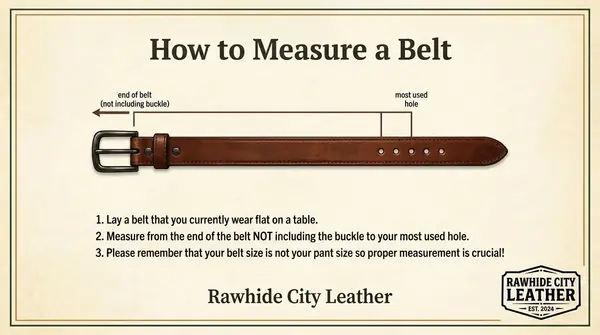 How to Measure a Belt
end of belt
(not including buckle)
most used
hole
1. Lay a belt that you currently wear flat on a table.
2. Measure from the end of the belt NOT including the buckle to your most used hole.
3. Please remember that your belt size is not your pant size so proper measurement is crucial!
Rawhide City Leather
RAWHIDE CITY
LEATHER
EST. 2024